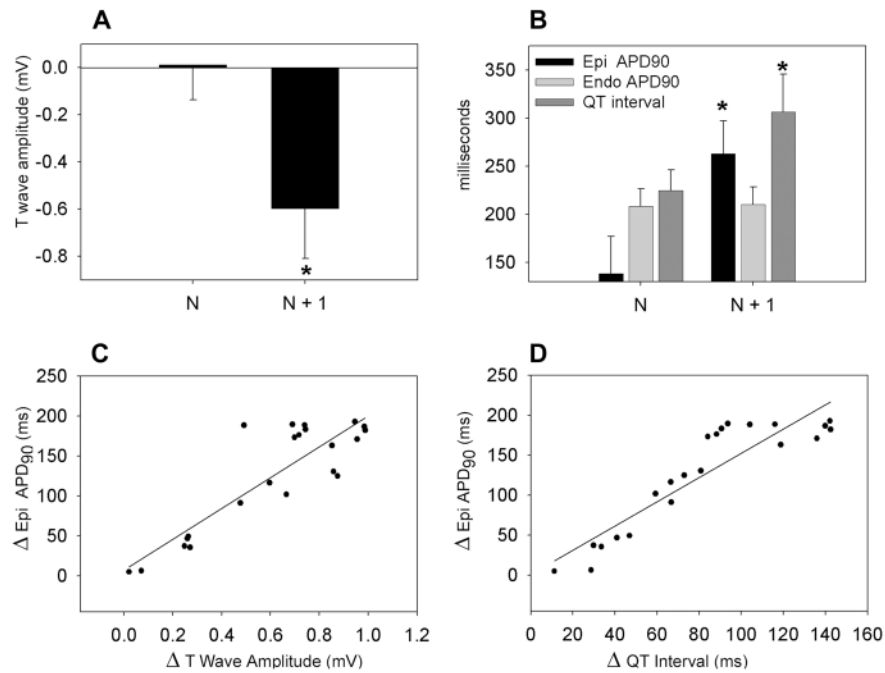 A
T wave amplitude (mV)
0.0
-0.2
-0.4
-0.6
-0.8
*
N
N + 1
B
milliseconds
350
300
250
200
150
Epi APD90
Endo APD90
QT interval
*
*
N
N + 1
C
Δ Epi APD90 (ms)
250
200
150
100
50
0
0.0 0.2 0.4 0.6 0.8 1.0 1.2
Δ T Wave Amplitude (mV)
D
Δ Epi APD90 (ms)
250
200
150
100
50
0
0 20 40 60 80 100 120 140 160
Δ QT Interval (ms)